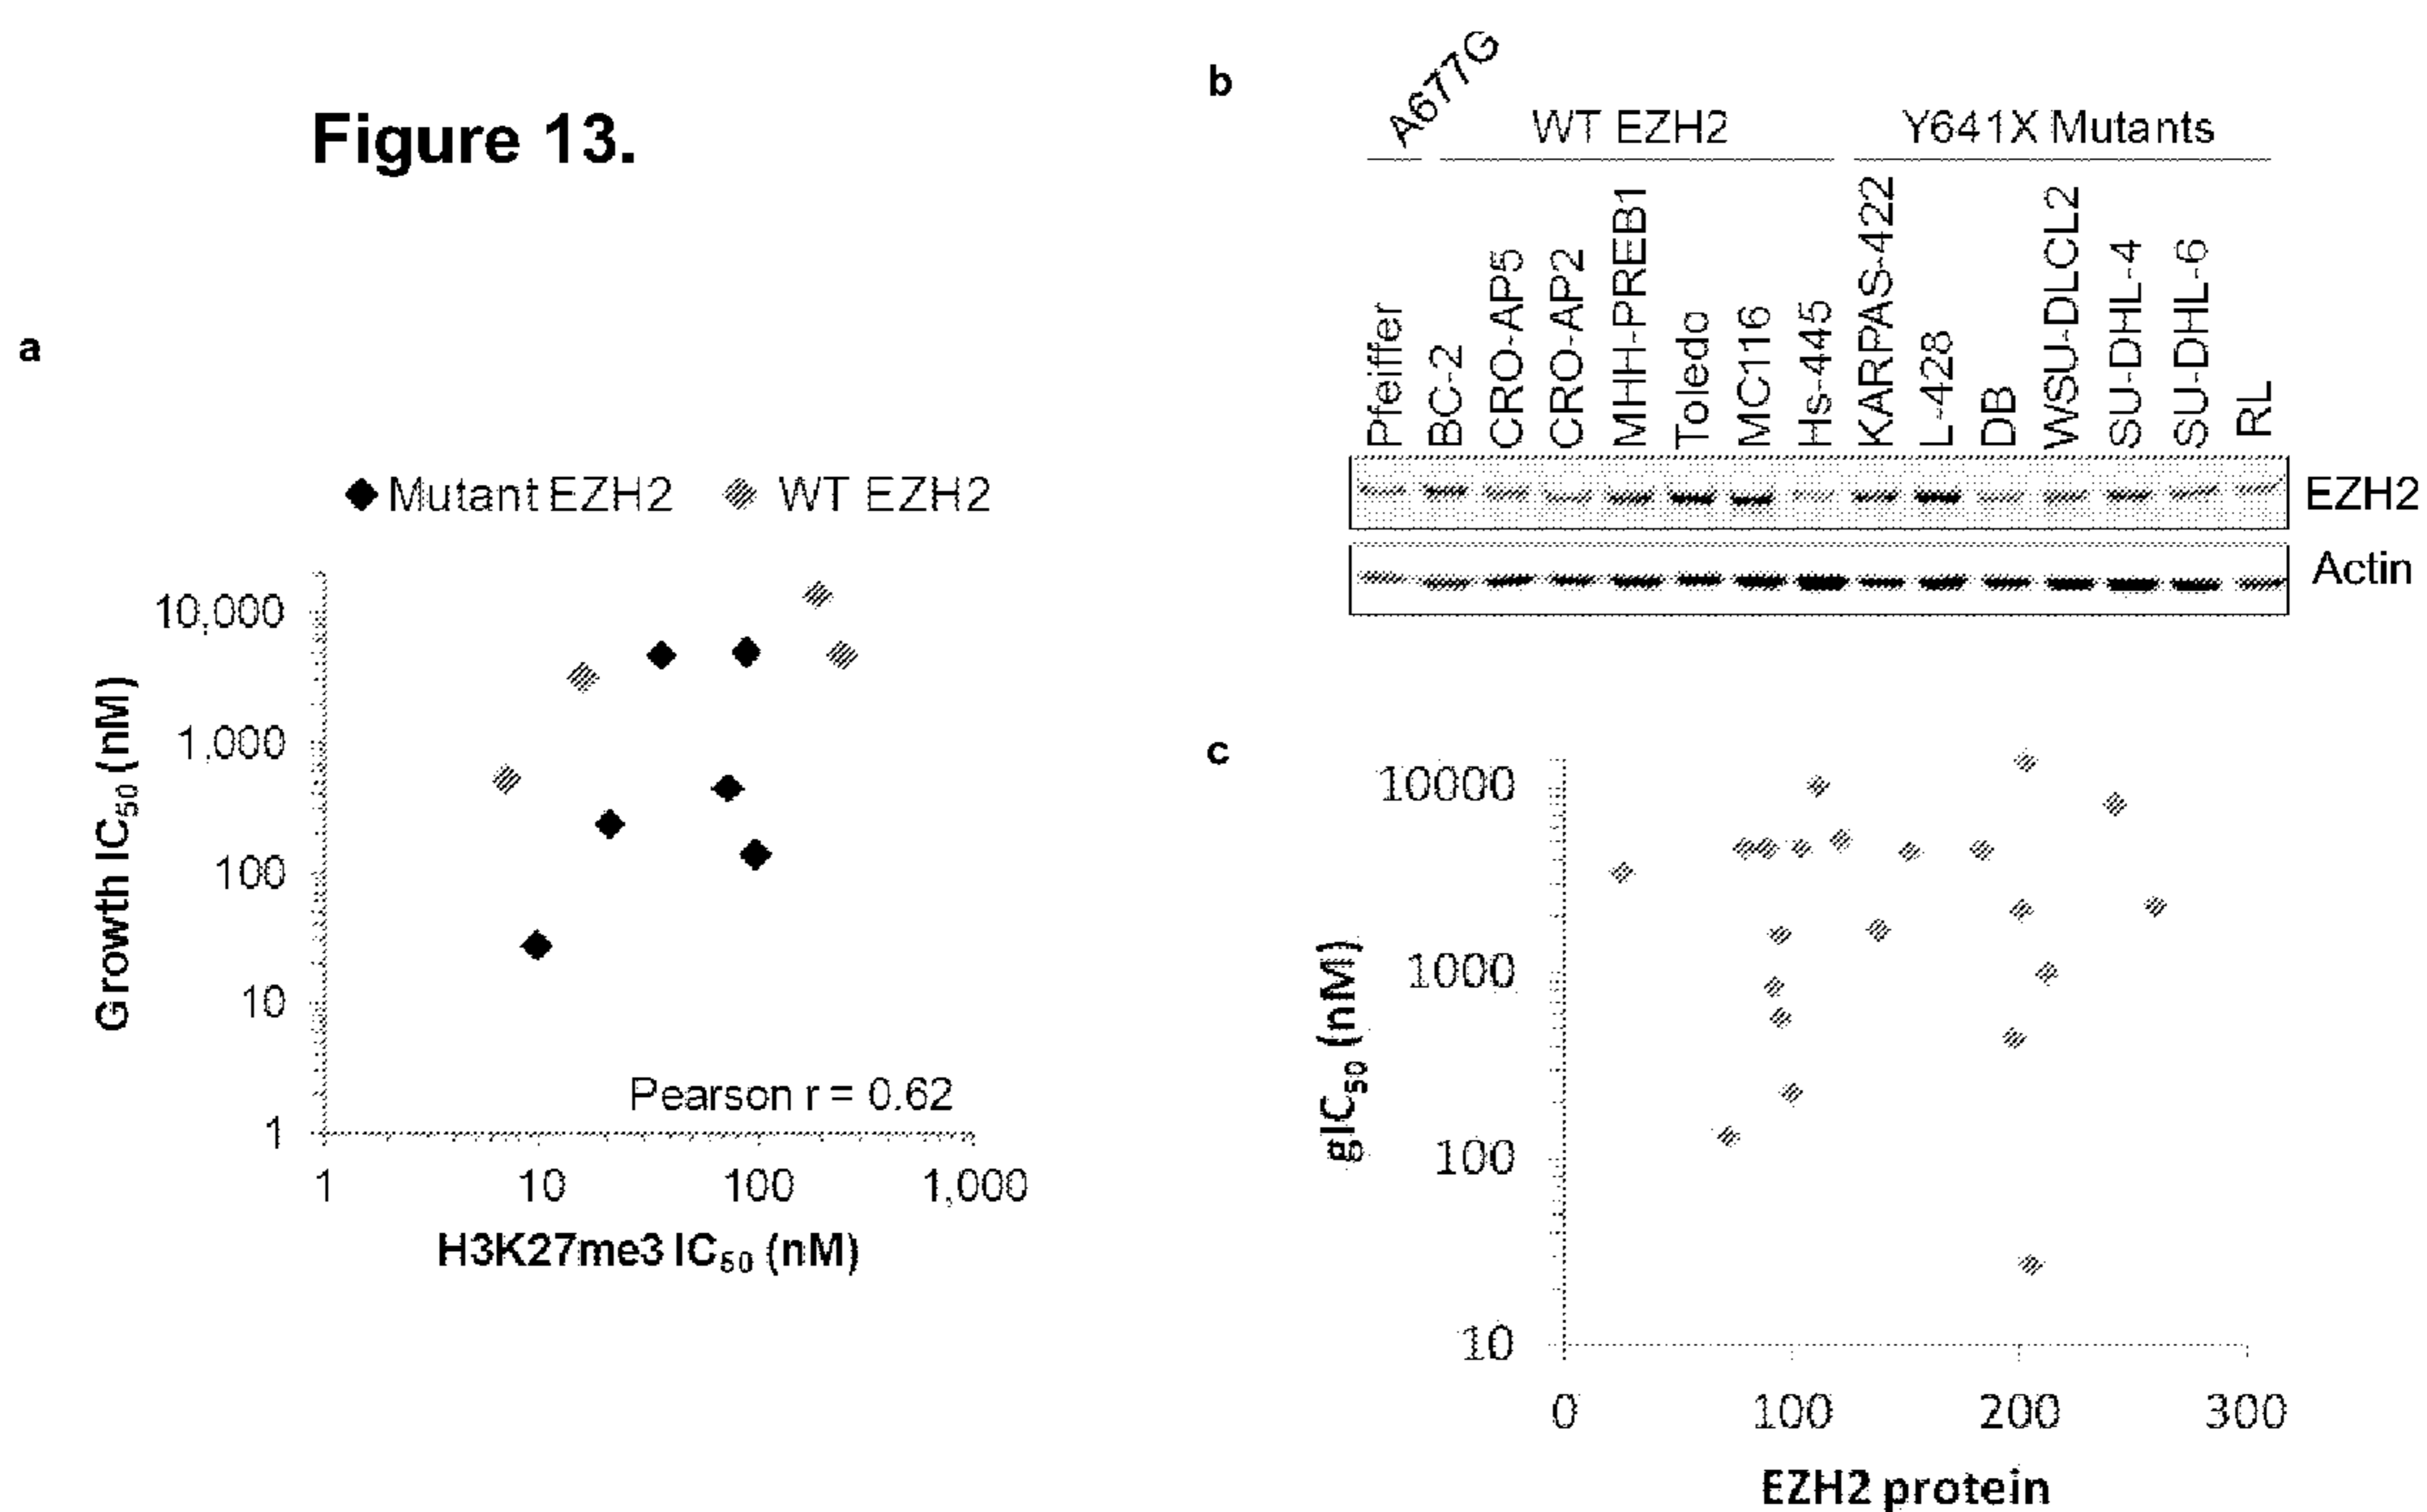 Figure 13.
a
Mutant EZH2
WT EZH2
10,000
1,000
100
10
1
Growth IC50 (nM)
Pearson r = 0.62
1
10
100
1,000
H3K27me3 IC50 (nM)
b
A677G
WT EZH2
Y641X Mutants
Pfeiffer
BC-2
CRO-AP5
CRO-AP2
MHH-PREB1
Toledo
MC116
Hs-445
KARPAS-422
L-428
DB
WSU-DLCL2
SU-DHL-4
SU-DHL-6
RL
EZH2
Actin
c
10000
1000
100
10
gIC50 (nM)
0
100
200
300
EZH2 protein